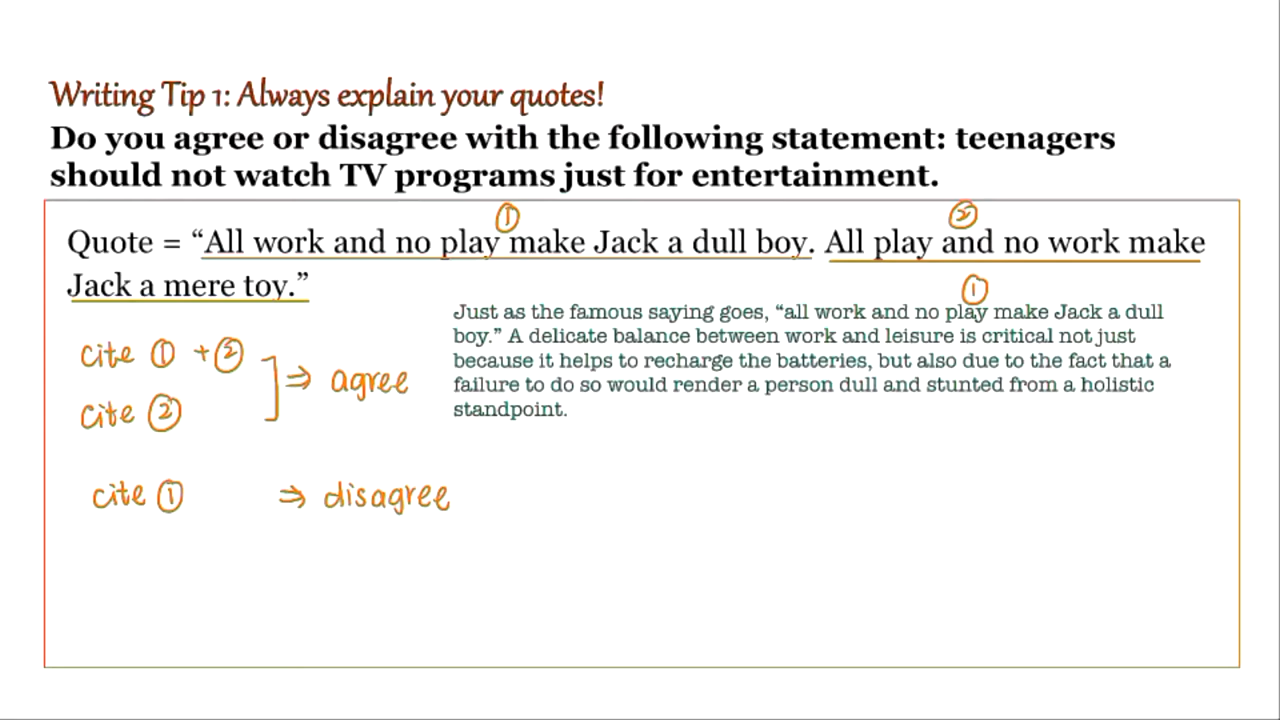 Writing Tip 1: Always explain your quotes!
Do you agree or disagree with the following statement: teenagers
should not watch TV programs just for entertainment.
①
②
Quote = “All work and no play make Jack a dull boy. All play and no work make
Jack a mere toy.”
①
Just as the famous saying goes, “all work and no play make Jack a dull
boy.” A delicate balance between work and leisure is critical not just
because it helps to recharge the batteries, but also due to the fact that a
failure to do so would render a person dull and stunted from a holistic
standpoint.
cite ① + ②
cite ②
⇒ agree
cite ① ⇒ disagree